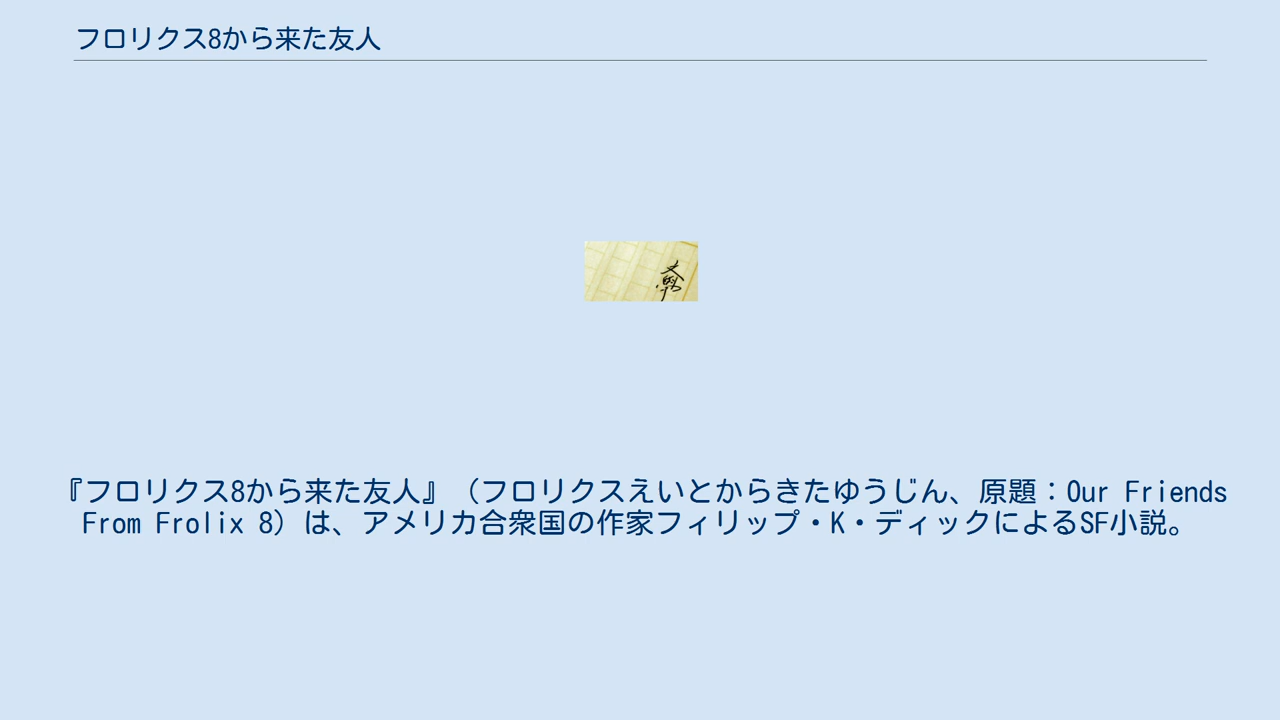 フロリクス8から来た友人
『フロリクス8から来た友人』（フロリクスえいとからきたゆうじん、原題：Our Friends
From Frolix 8）は、アメリカ合衆国の作家フィリップ・K・ディックによるSF小説。